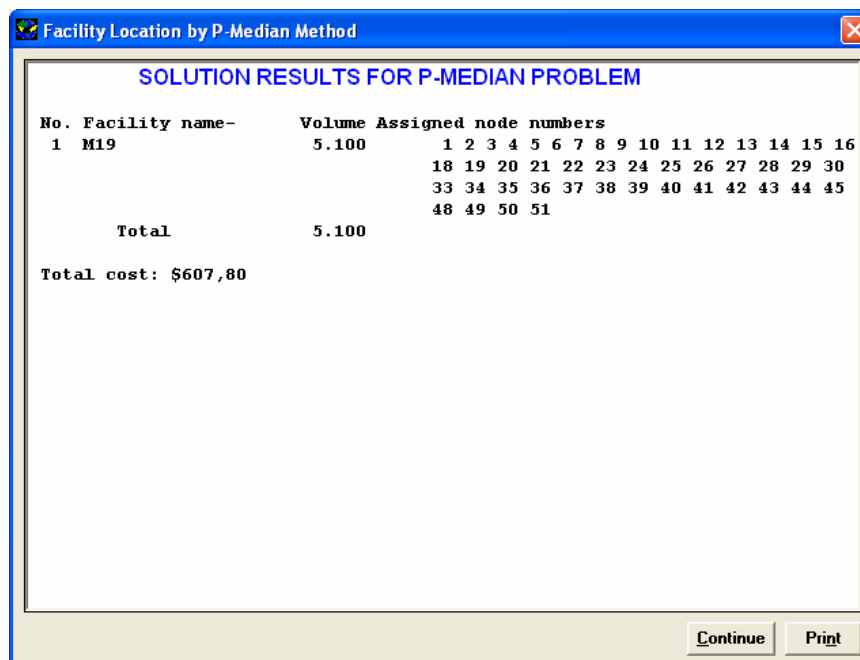 Facility Location by P-Median Method
SOLUTION RESULTS FOR P-MEDIAN PROBLEM
No. Facility name- Volume Assigned node numbers
1 M19 5.100 1 2 3 4 5 6 7 8 9 10 11 12 13 14 15 16
18 19 20 21 22 23 24 25 26 27 28 29 30
33 34 35 36 37 38 39 40 41 42 43 44 45
48 49 50 51
Total 5.100
Total cost: $607,80
Continue Print